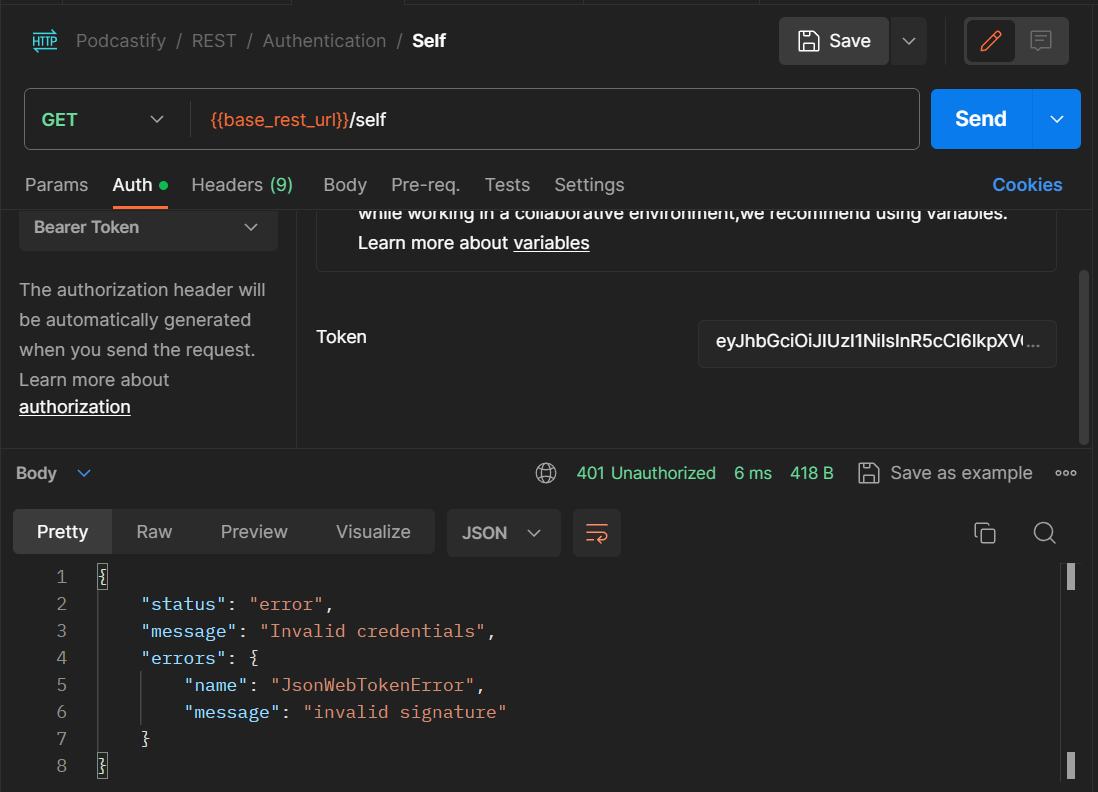 HTTP Podcastify / REST / Authentication / Self Save
GET {{base_rest_url}}/self Send
Params Auth Headers (9) Body Pre-req. Tests Settings Cookies
Bearer Token
while working in a collaborative environment,we recommend using variables.
Learn more about variables
The authorization header will
be automatically generated
when you send the request.
Learn more about
authorization
Token eyJhbGciOiJIUzI1NiIsInR5cCI6IkpXV(...
Body 401 Unauthorized 6 ms 418 B Save as example
Pretty Raw Preview Visualize JSON
1 {
2 "status": "error",
3 "message": "Invalid credentials",
4 "errors": {
5 "name": "JsonWebTokenError",
6 "message": "invalid signature"
7 }
8 }